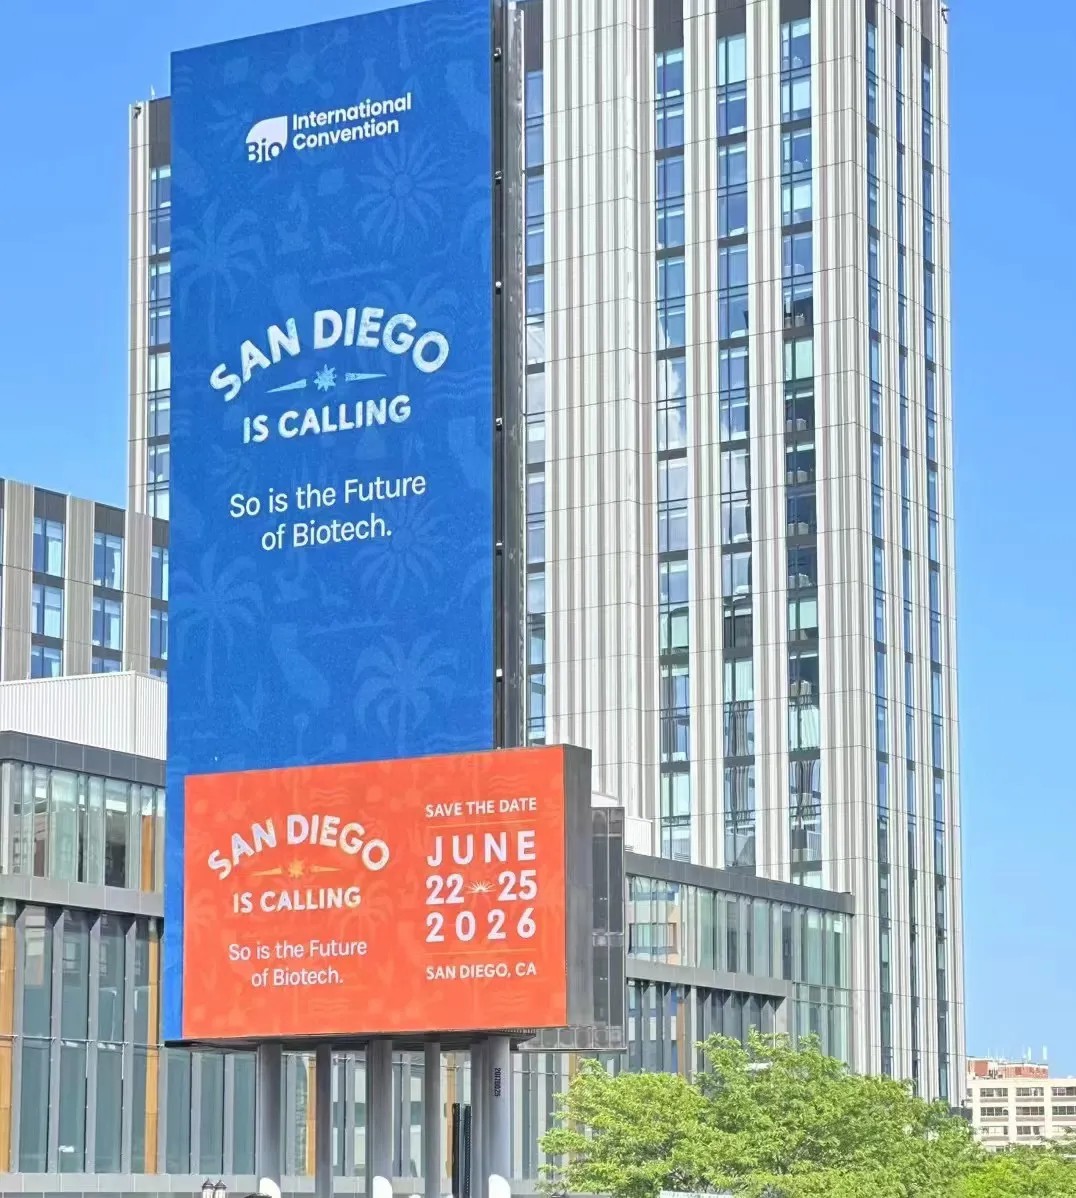 Bio International
Convention
SAN DIEGO
IS CALLING
So is the Future
of Biotech.
SAN DIEGO
IS CALLING
So is the Future
of Biotech.
SAVE THE DATE
JUNE
22 25
2026
SAN DIEGO, CA